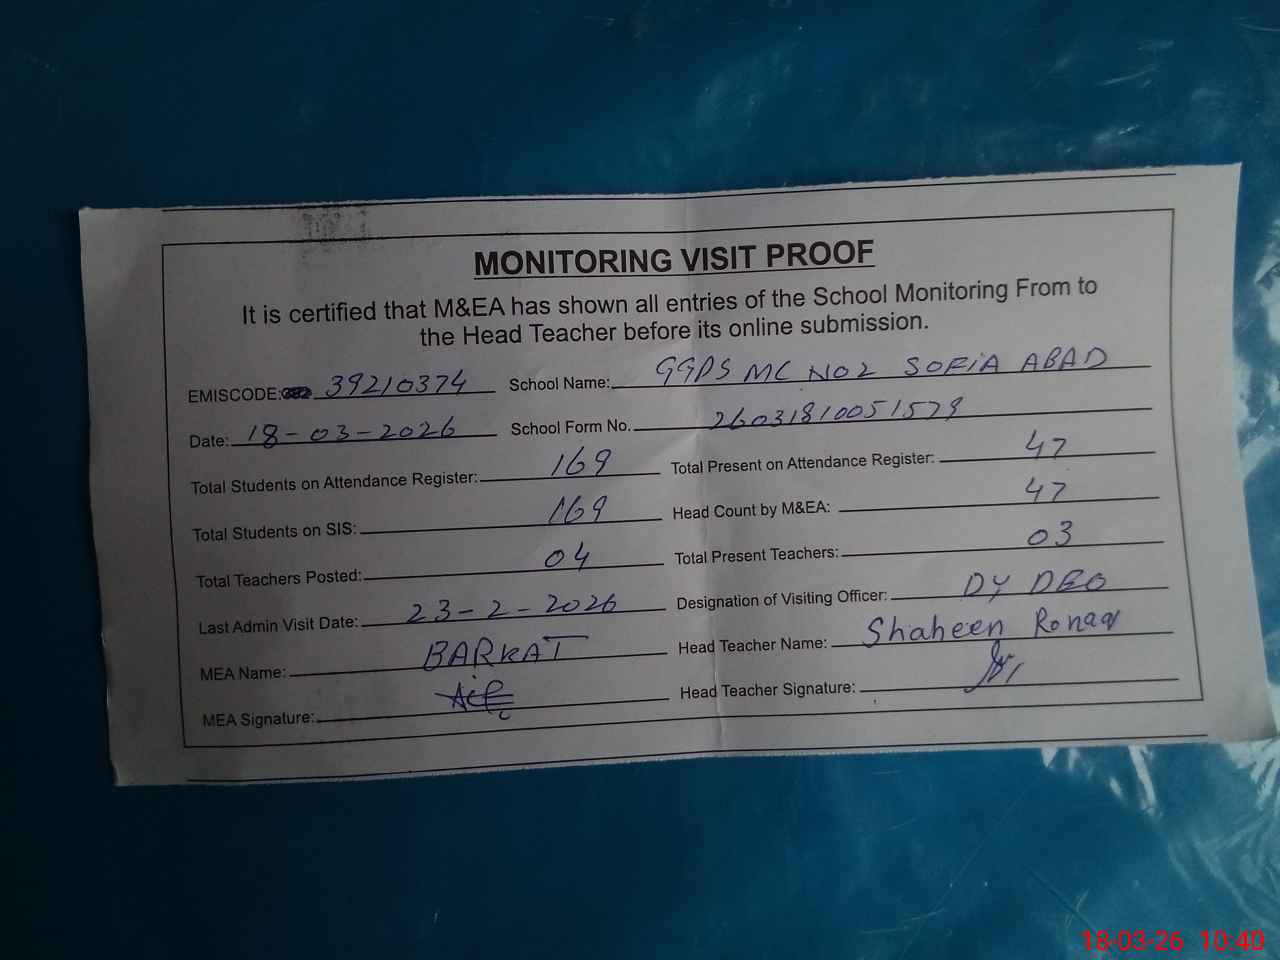 MONITORING VISIT PROOF
It is certified that M&EA has shown all entries of the School Monitoring From to
the Head Teacher before its online submission.
EMISCODE: 39210374 School Name: GGPS MC NO2 SOFIA ABAD
Date: 18-03-2026 School Form No. 26031810051579
Total Students on Attendance Register: 169 Total Present on Attendance Register: 47
Total Students on SIS: 169 Head Count by M&EA: 47
Total Teachers Posted: 04 Total Present Teachers: 03
Last Admin Visit Date: 23-2-2026 Designation of Visiting Officer: DY DEO
MEA Name: BARKAT Head Teacher Name: Shaheen Ronaq
MEA Signature: Head Teacher Signature:
18-03-26 10:40